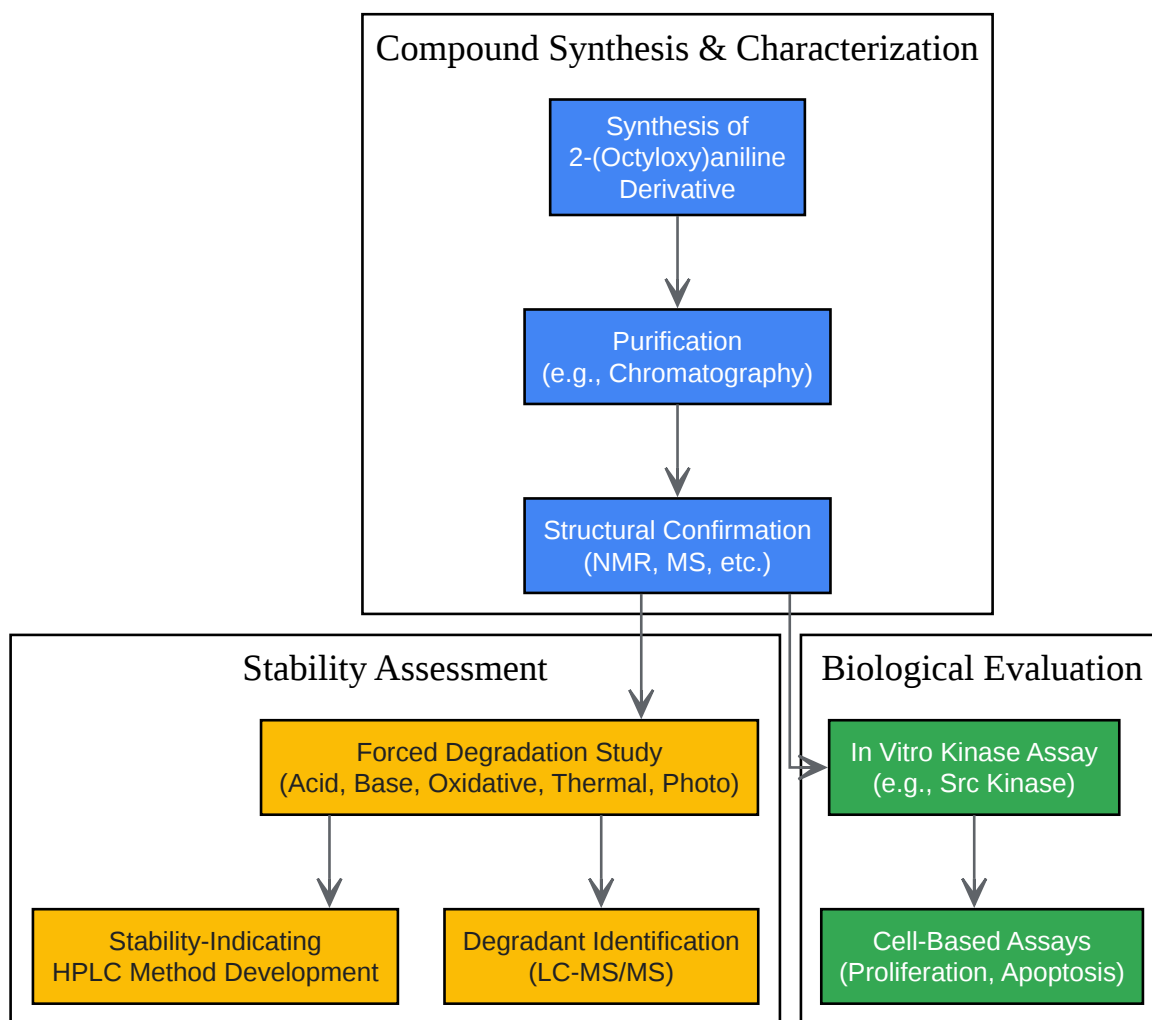 Compound Synthesis & Characterization
Synthesis of
2-(Octyloxy)aniline
Derivative
Purification
(e.g., Chromatography)
Structural Confirmation
(NMR, MS, etc.)
Stability Assessment
Forced Degradation Study
(Acid, Base, Oxidative, Thermal, Photo)
Stability-Indicating
HPLC Method Development
Degradant Identification
(LC-MS/MS)
Biological Evaluation
In Vitro Kinase Assay
(e.g., Src Kinase)
Cell-Based Assays
(Proliferation, Apoptosis)